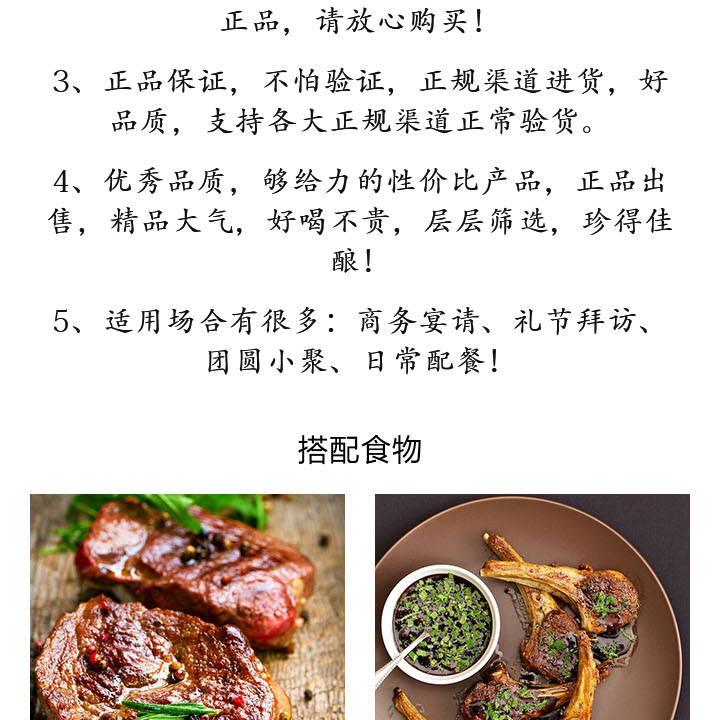 正品，请放心购买！
3、正品保证，不怕验证，正规渠道进货，好
品质，支持各大正规渠道正常验货。
4、优秀品质，够给力的性价比产品，正品出
售，精品大气，好喝不贵，层层筛选，珍得佳
酿！
5、适用场合有很多：商务宴请、礼节拜访、
团圆小聚、日常配餐！
搭配食物